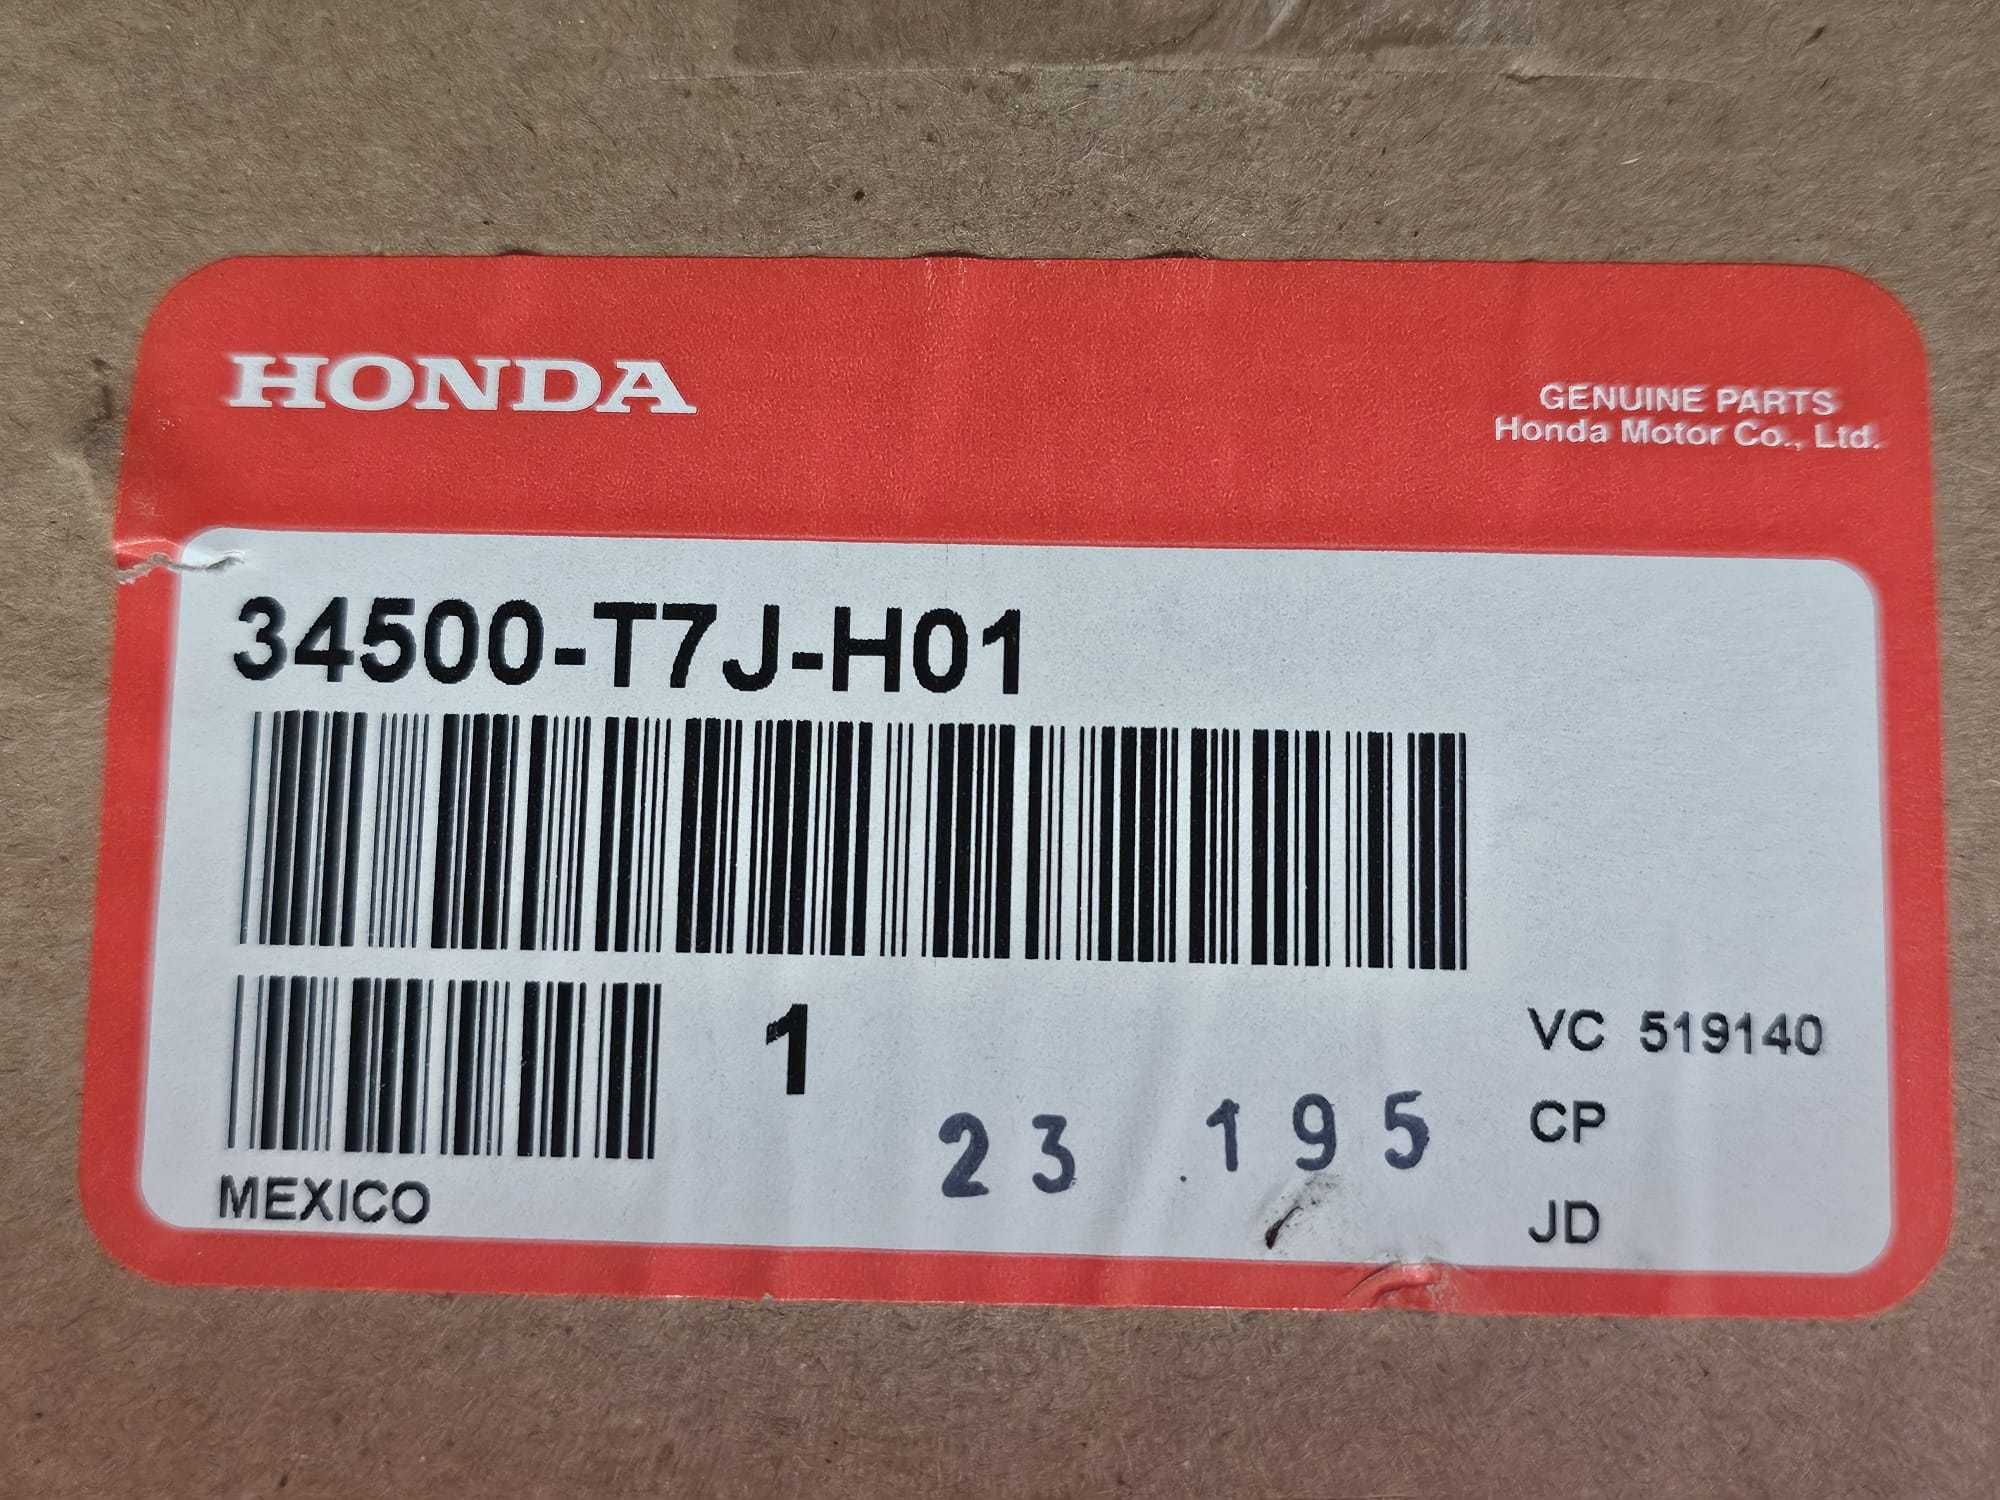 HONDA
GENUINE PARTS
Honda Motor Co., Ltd.
34500-T7J-H01
1
VC 519140
23 195
CP
MEXICO
JD